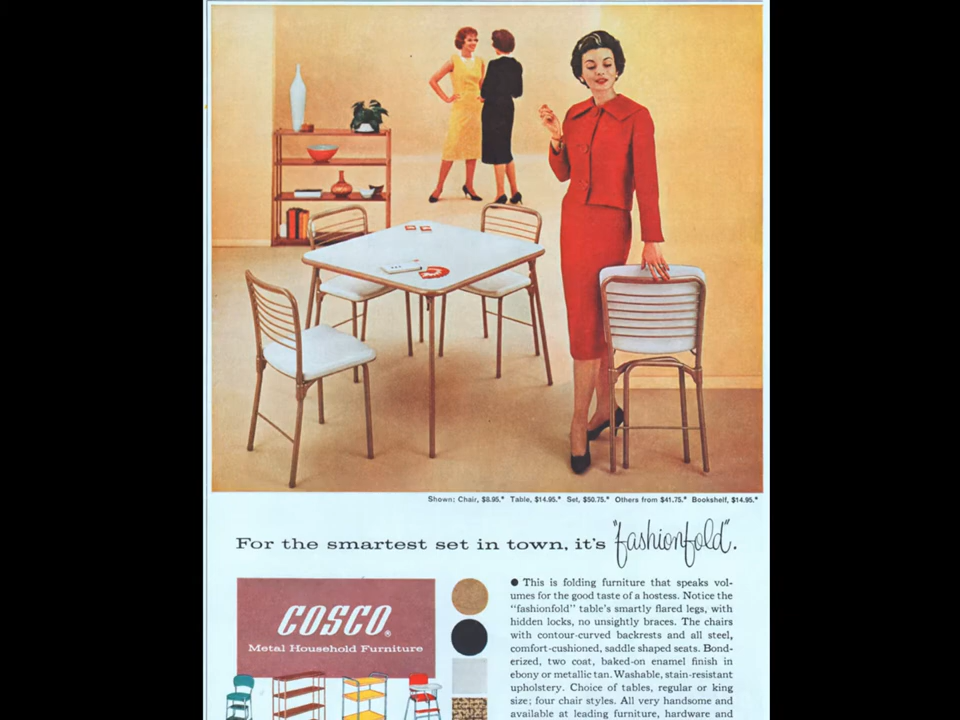 Shown: Chair, $8.95.* Table, $14.95.* Set, $50.75.* Others from $41.75.* Bookshelf, $14.95.*
For the smartest set in town, it's "fashionfold".
COSCO®
Metal Household Furniture
● This is folding furniture that speaks vol-
umes for the good taste of a hostess. Notice the
"fashionfold" table's smartly flared legs, with
hidden locks, no unsightly braces. The chairs
with contour-curved backrests and all steel,
comfort-cushioned, saddle shaped seats. Bond-
erized, two coat, baked-on enamel finish in
ebony or metallic tan. Washable, stain-resistant
upholstery. Choice of tables, regular or king
size; four chair styles. All very handsome and
available at leading furniture, hardware and